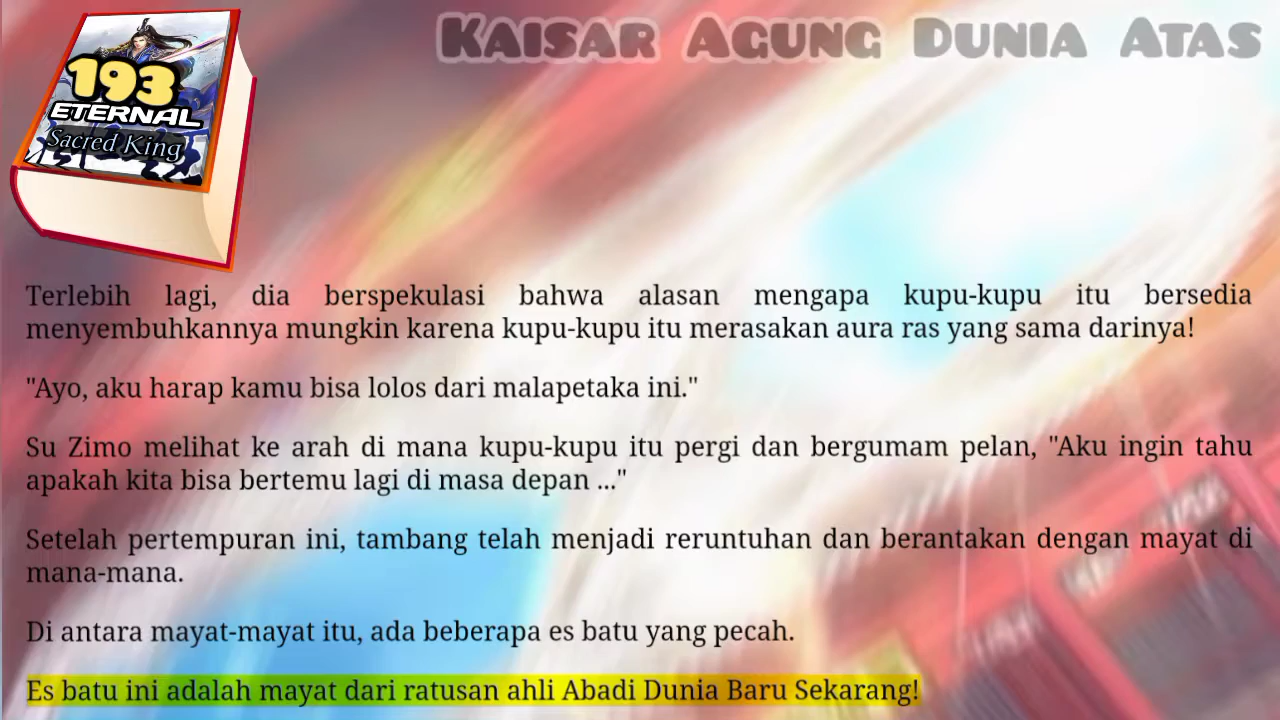 Kaisar Agung Dunia Atas
193
ETERNAL
Sacred King
Terlebih lagi, dia berspekulasi bahwa alasan mengapa kupu-kupu itu bersedia
menyembuhkannya mungkin karena kupu-kupu itu merasakan aura ras yang sama darinya!
"Ayo, aku harap kamu bisa lolos dari malapetaka ini."
Su Zimo melihat ke arah di mana kupu-kupu itu pergi dan bergumam pelan, "Aku ingin tahu
apakah kita bisa bertemu lagi di masa depan ..."
Setelah pertempuran ini, tambang telah menjadi reruntuhan dan berantakan dengan mayat di
mana-mana.
Di antara mayat-mayat itu, ada beberapa es batu yang pecah.
Es batu ini adalah mayat dari ratusan ahli Abadi Dunia Baru Sekarang!